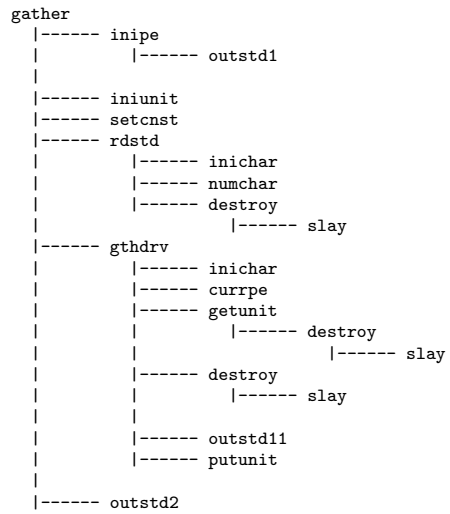 gather
|------ inipe
| |------ outstd1
|
|------ iniunit
|------ setcnst
|------ rdstd
| |------ inichar
| |------ numchar
| |------ destroy
| |------ slay
|------ gthdrv
| |------ inichar
| |------ currpe
| |------ getunit
| | |------ destroy
| | |------ slay
| |------ destroy
| | |------ slay
| |
| |------ outstd11
| |------ putunit
|
|------ outstd2